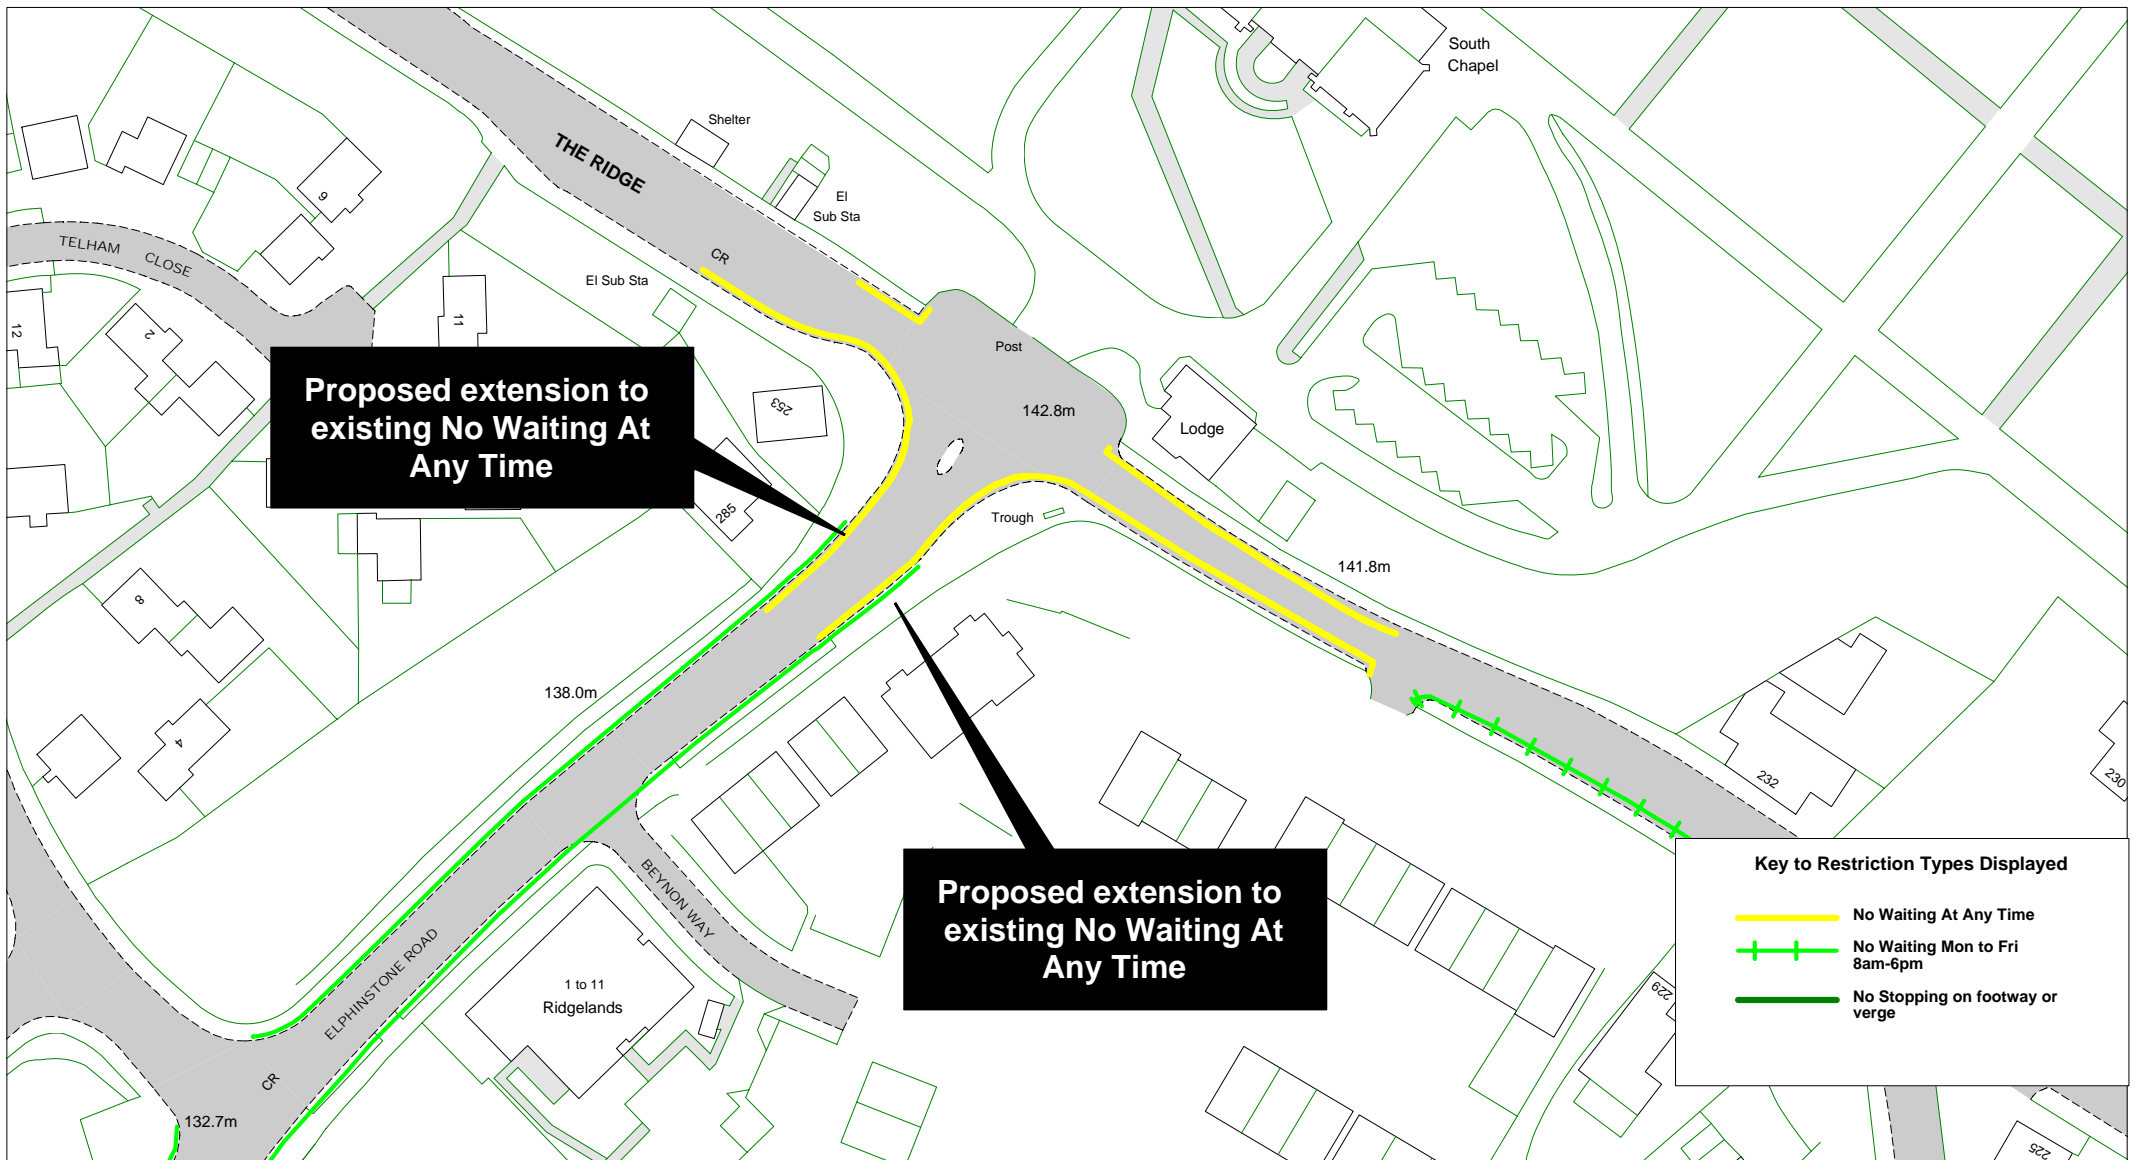 South
Chapel
Shelter
THE RIDGE
El
Sub Sta
9
TELHAM CLOSE
CR
El Sub Sta
12
2
11
Post
142.8m
Lodge
253
Proposed extension to
existing No Waiting At
Any Time
285
Trough
141.8m
8
138.0m
4
232
230
Proposed extension to
existing No Waiting At
Any Time
BEYNON WAY
ELPHINSTONE ROAD
1 to 11
Ridgelands
CR
132.7m
229
225
Key to Restriction Types Displayed
No Waiting At Any Time
No Waiting Mon to Fri
8am-6pm
No Stopping on footway or
verge